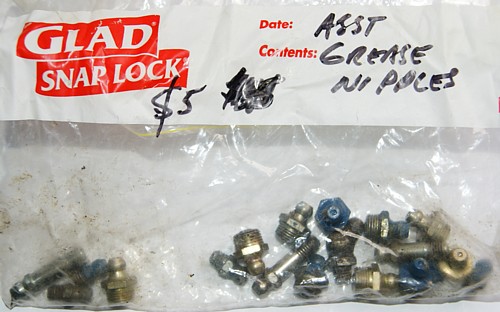 GLAD
SNAP LOCK®
Date: ASST
Contents: GREASE
NIPPLES
$5